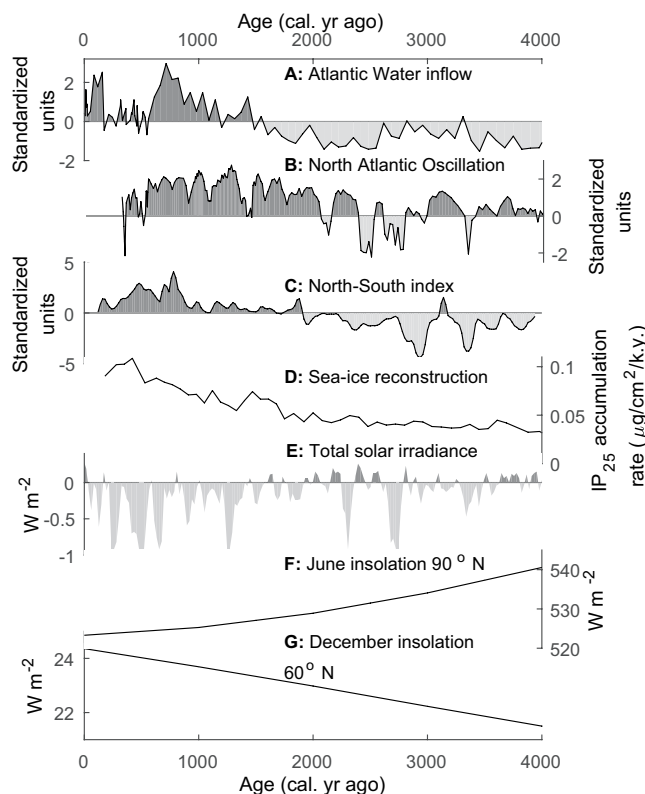 Age (cal. yr ago)
0 1000 2000 3000 4000
A: Atlantic Water inflow
Standardized
units
2
0
-2
B: North Atlantic Oscillation
2
0
-2
Standardized
units
C: North-South index
Standardized
units
5
0
-5
D: Sea-ice reconstruction
0.1
0.05
0
IP25 accumulation
rate ( μg/cm²/k.y.)
E: Total solar irradiance
W m-2
0
-0.5
-1
F: June insolation 90 o N
540
530
520
W m-2
G: December insolation
60o N
W m-2
24
22
0 1000 2000 3000 4000
Age (cal. yr ago)